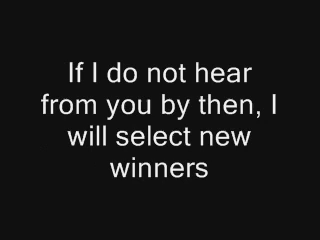 If I do not hear
from you by then, I
will select new
winners